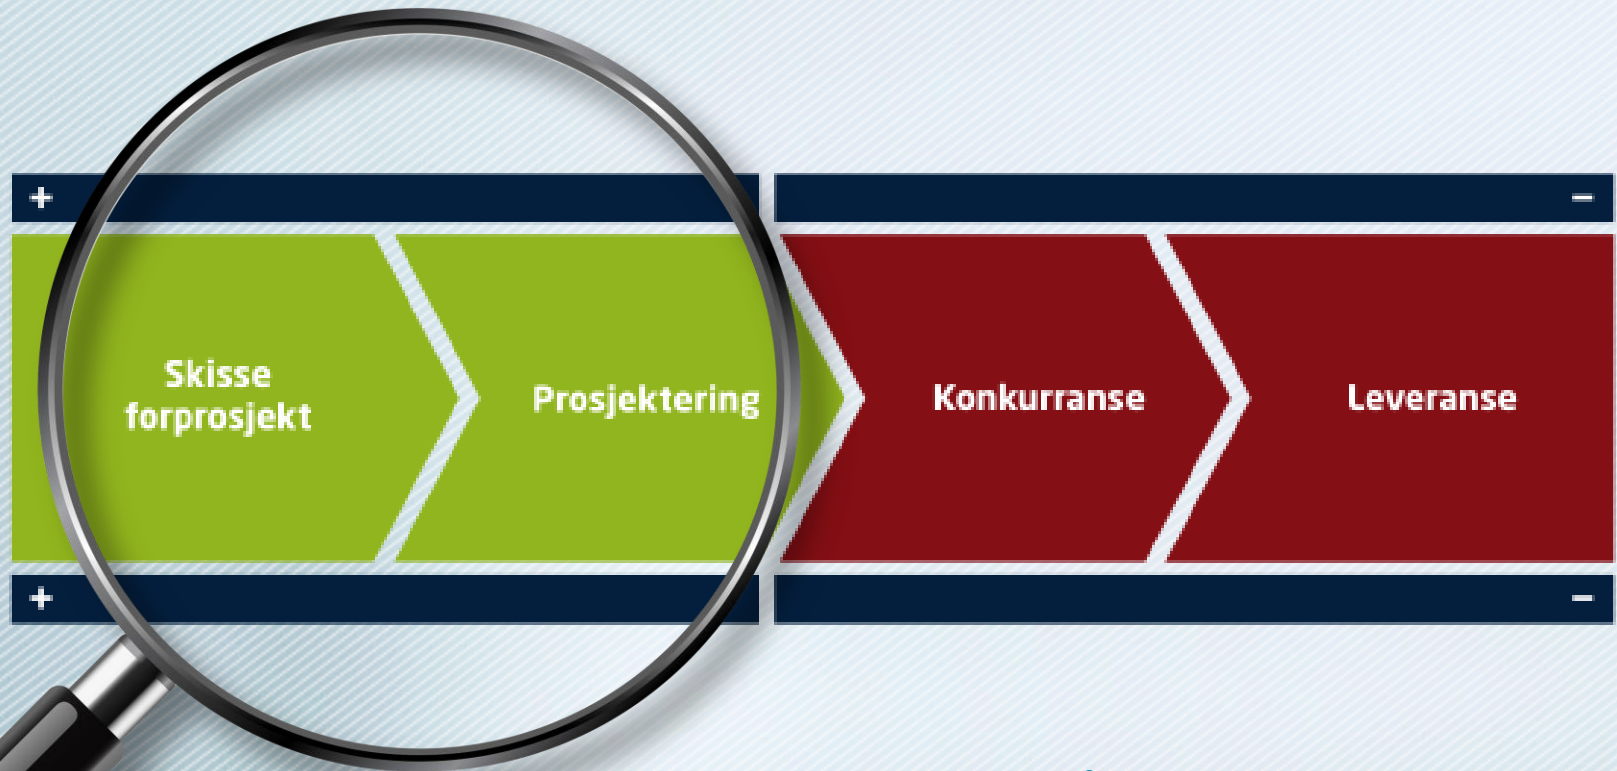 +
−
Skisse
forprosjekt
Prosjektering
Konkurranse
Leveranse
+
−